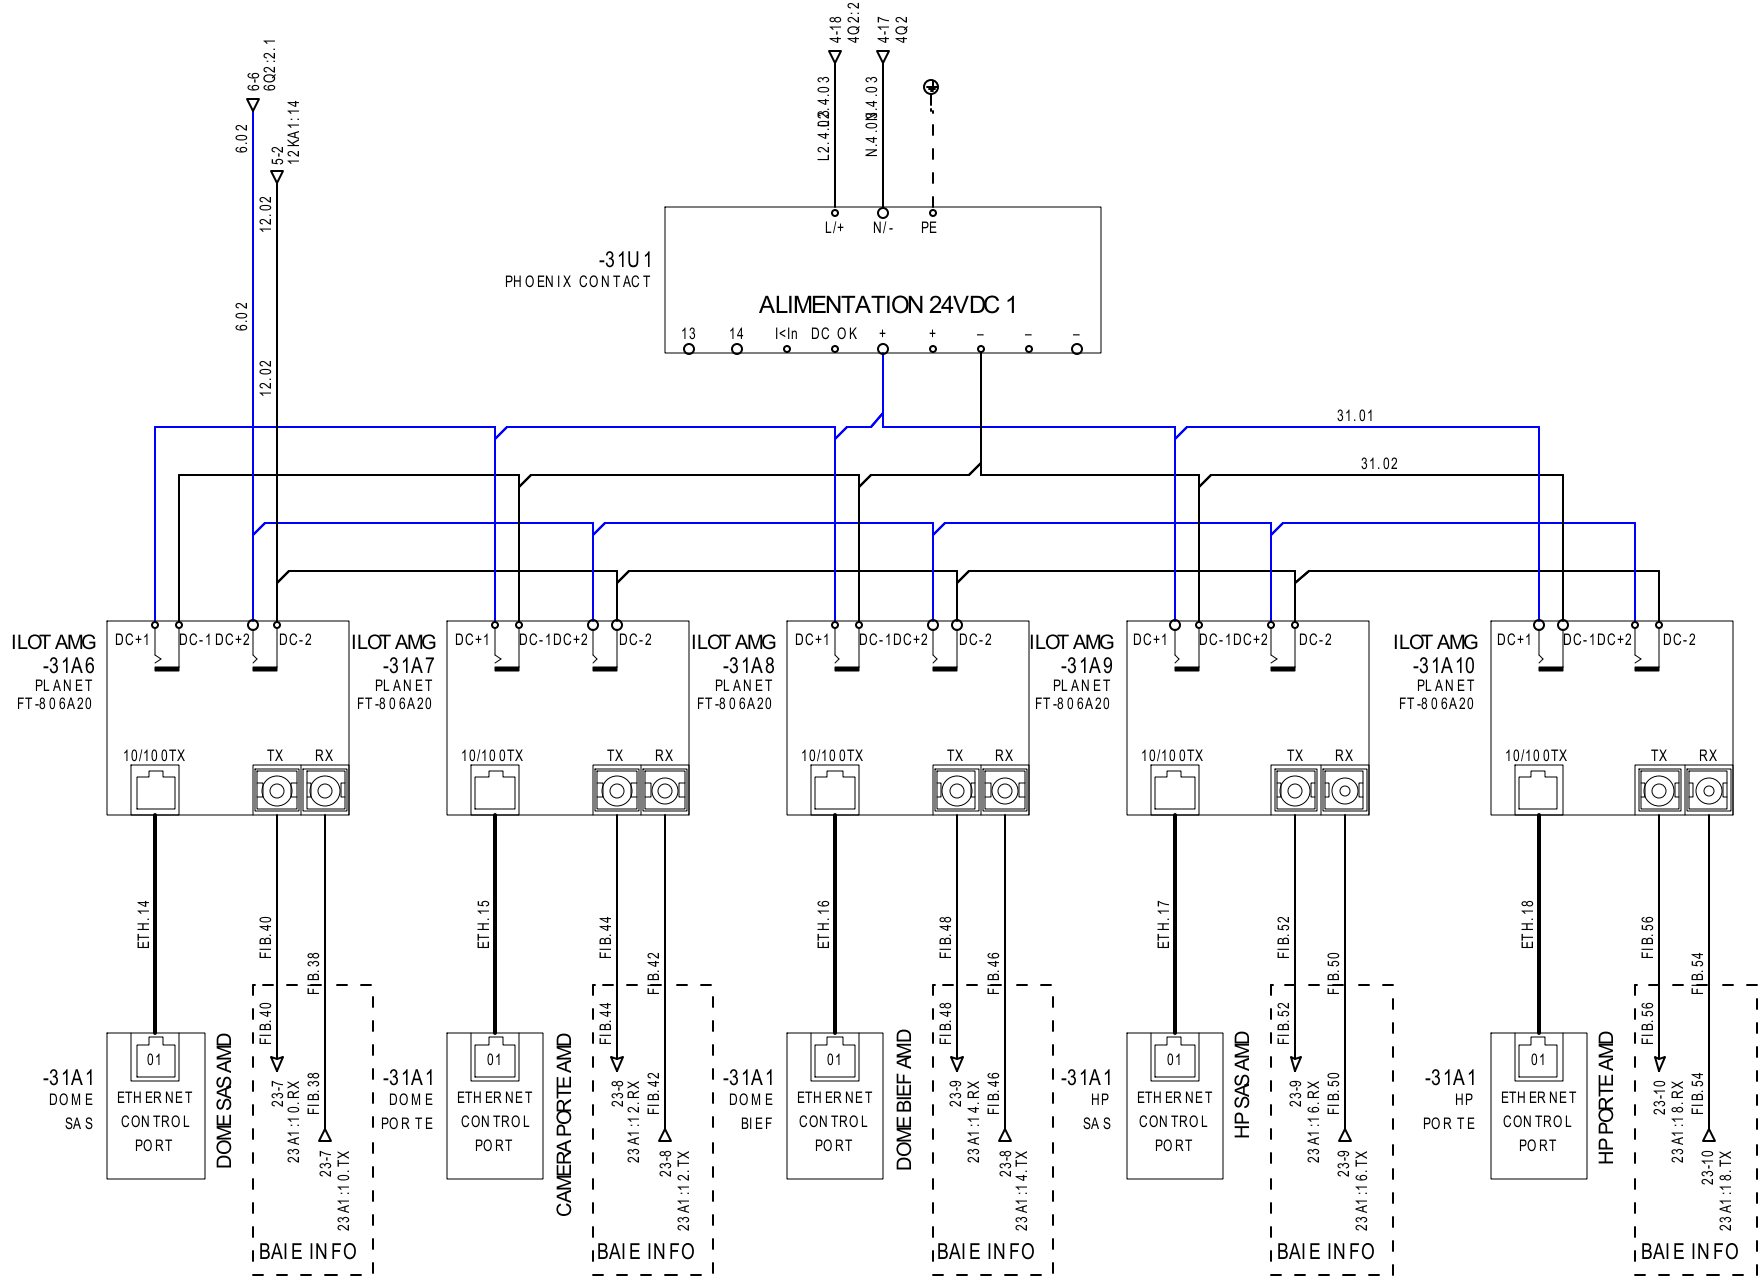 6-6
6Q2:2.1
6.02
5-2
12KA1:14
12.02
6.02
12.02
4-18
4Q2:2
4-17
4Q2
L/+
N/-
PE
-31U1
PHOENIX CONTACT
ALIMENTATION 24VDC 1
13
14
I<In
DC OK
+
+
–
–
–
31.01
31.02
ILOT AMG
-31A6
PLANET
FT-806A20
DC+1
DC-1
DC+2
DC-2
10/100TX
TX
RX
ILOT AMG
-31A7
PLANET
FT-806A20
DC+1
DC-1
DC+2
DC-2
10/100TX
TX
RX
ILOT AMG
-31A8
PLANET
FT-806A20
DC+1
DC-1
DC+2
DC-2
10/100TX
TX
RX
ILOT AMG
-31A9
PLANET
FT-806A20
DC+1
DC-1
DC+2
DC-2
10/100TX
TX
RX
ILOT AMG
-31A10
PLANET
FT-806A20
DC+1
DC-1
DC+2
DC-2
10/100TX
TX
RX
ETH.14
FIB.40
FIB.38
FIB.40
FIB.38
-31A1
DOME
SAS
01
ETHERNET
CONTROL
PORT
DOME SAS AMD
23-7
23A1:10.RX
23-7
23A1:10.TX
BAIE INFO
ETH.15
FIB.44
FIB.42
FIB.44
FIB.42
-31A1
DOME
PORTE
01
ETHERNET
CONTROL
PORT
CAMERA PORTE AMD
23-8
23A1:12.RX
23-8
23A1:12.TX
BAIE INFO
ETH.16
FIB.48
FIB.46
FIB.48
FIB.46
-31A1
DOME
BIEF
01
ETHERNET
CONTROL
PORT
DOME BIEF AMD
23-9
23A1:14.RX
23-8
23A1:14.TX
BAIE INFO
ETH.17
FIB.52
FIB.50
FIB.52
FIB.50
-31A1
HP
SAS
01
ETHERNET
CONTROL
PORT
HP SAS AMD
23-9
23A1:16.RX
23-9
23A1:16.TX
BAIE INFO
ETH.18
FIB.56
FIB.54
FIB.56
FIB.54
-31A1
HP
PORTE
01
ETHERNET
CONTROL
PORT
HP PORTE AMD
23-10
23A1:18.RX
23-10
23A1:18.TX
BAIE INFO